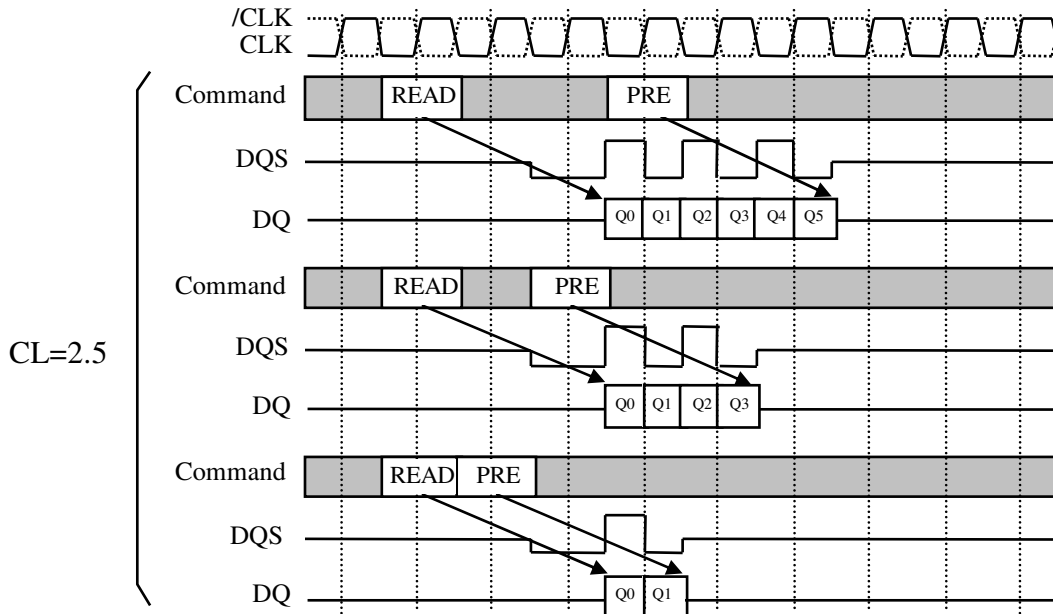 /CLK
CLK
Command READ PRE
DQS
DQ Q0 Q1 Q2 Q3 Q4 Q5
Command READ PRE
CL=2.5
DQS
DQ Q0 Q1 Q2 Q3
Command READ PRE
DQS
DQ Q0 Q1